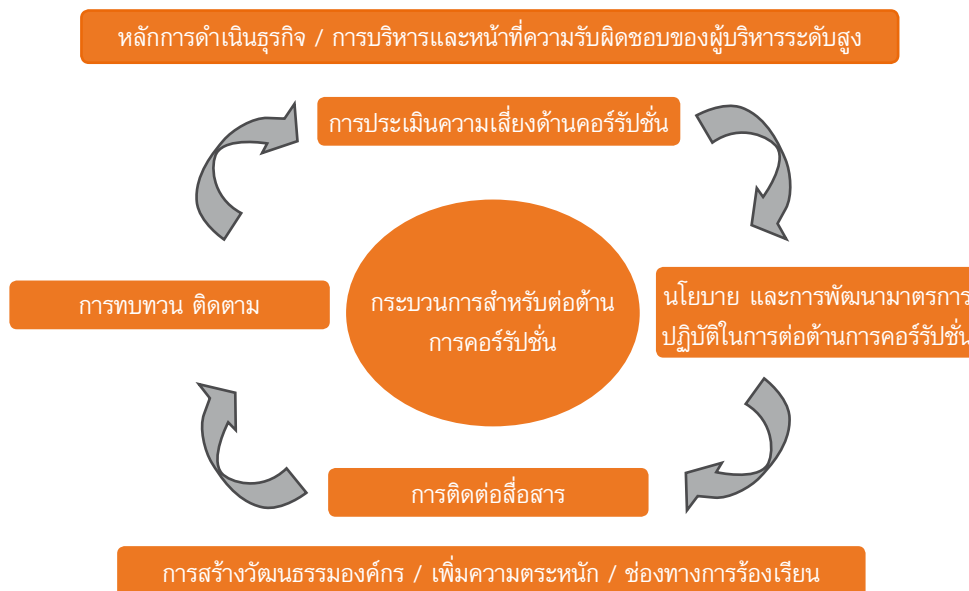 หลักการดำเนินธุรกิจ / การบริหารและหน้าที่ความรับผิดชอบของผู้บริหารระดับสูง
การประเมินความเสี่ยงด้านคอร์รัปชั่น
การทบทวน ติดตาม
กระบวนการสำหรับต่อต้าน
การคอร์รัปชั่น
นโยบาย และการพัฒนามาตรการ
ปฏิบัติในการต่อต้านการคอร์รัปชั่น
การติดต่อสื่อสาร
การสร้างวัฒนธรรมองค์กร / เพิ่มความตระหนัก / ช่องทางการร้องเรียน